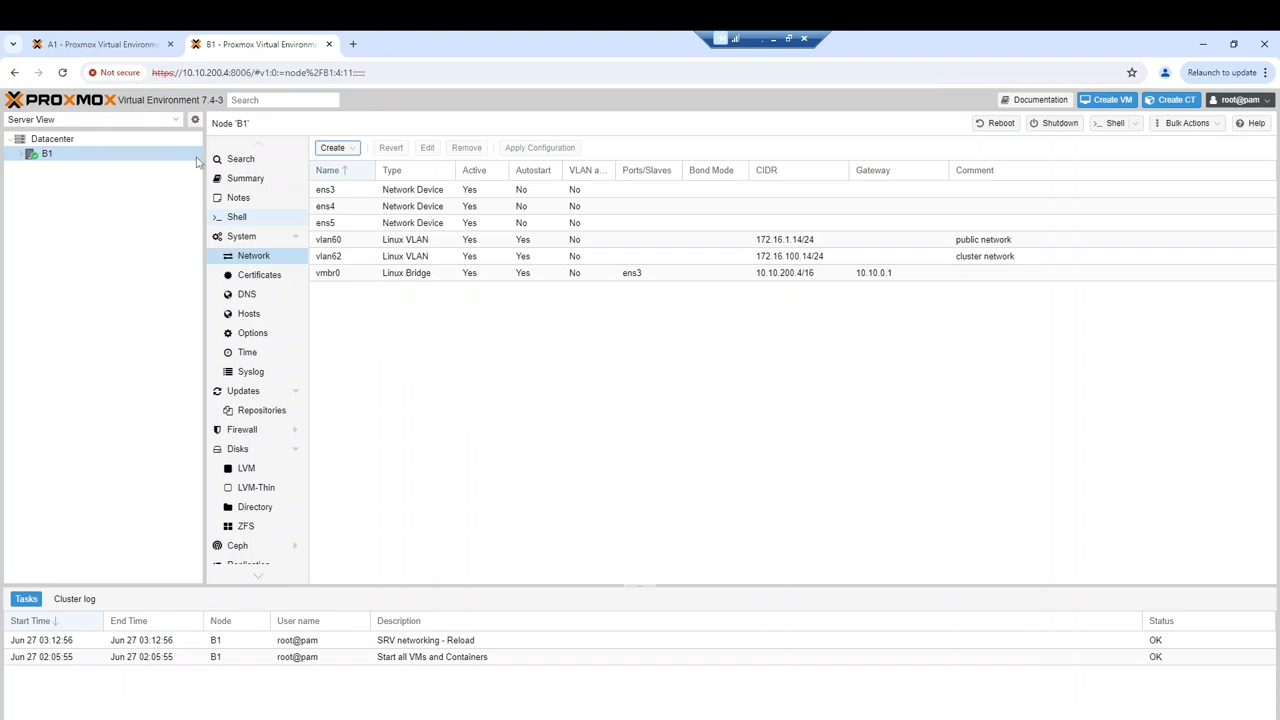 A1 - Proxmox Virtual Environm
B1 - Proxmox Virtual Environm
Not secure
https://10.10.200.4:8006/#v1:0:=node%2FB1:4:11::::::
Relaunch to update
PROXMOX Virtual Environment 7.4-3 Search
Documentation Create VM Create CT root@pam
Server View
Node 'B1'
Reboot Shutdown Shell Bulk Actions Help
Datacenter
B1
Search
Summary
Notes
Shell
System
Network
Certificates
DNS
Hosts
Options
Time
Syslog
Updates
Repositories
Firewall
Disks
LVM
LVM-Thin
Directory
ZFS
Ceph
Replication
Create Revert Edit Remove Apply Configuration
Name Type Active Autostart VLAN a... Ports/Slaves Bond Mode CIDR Gateway Comment
ens3 Network Device Yes No No
ens4 Network Device Yes No No
ens5 Network Device Yes No No
vlan60 Linux VLAN Yes Yes No 172.16.1.14/24 public network
vlan62 Linux VLAN Yes Yes No 172.16.100.14/24 cluster network
vmbr0 Linux Bridge Yes Yes No ens3 10.10.200.4/16 10.10.0.1
Tasks Cluster log
Start Time End Time Node User name Description Status
Jun 27 03:12:56 Jun 27 03:12:56 B1 root@pam SRV networking - Reload OK
Jun 27 02:05:55 Jun 27 02:05:55 B1 root@pam Start all VMs and Containers OK